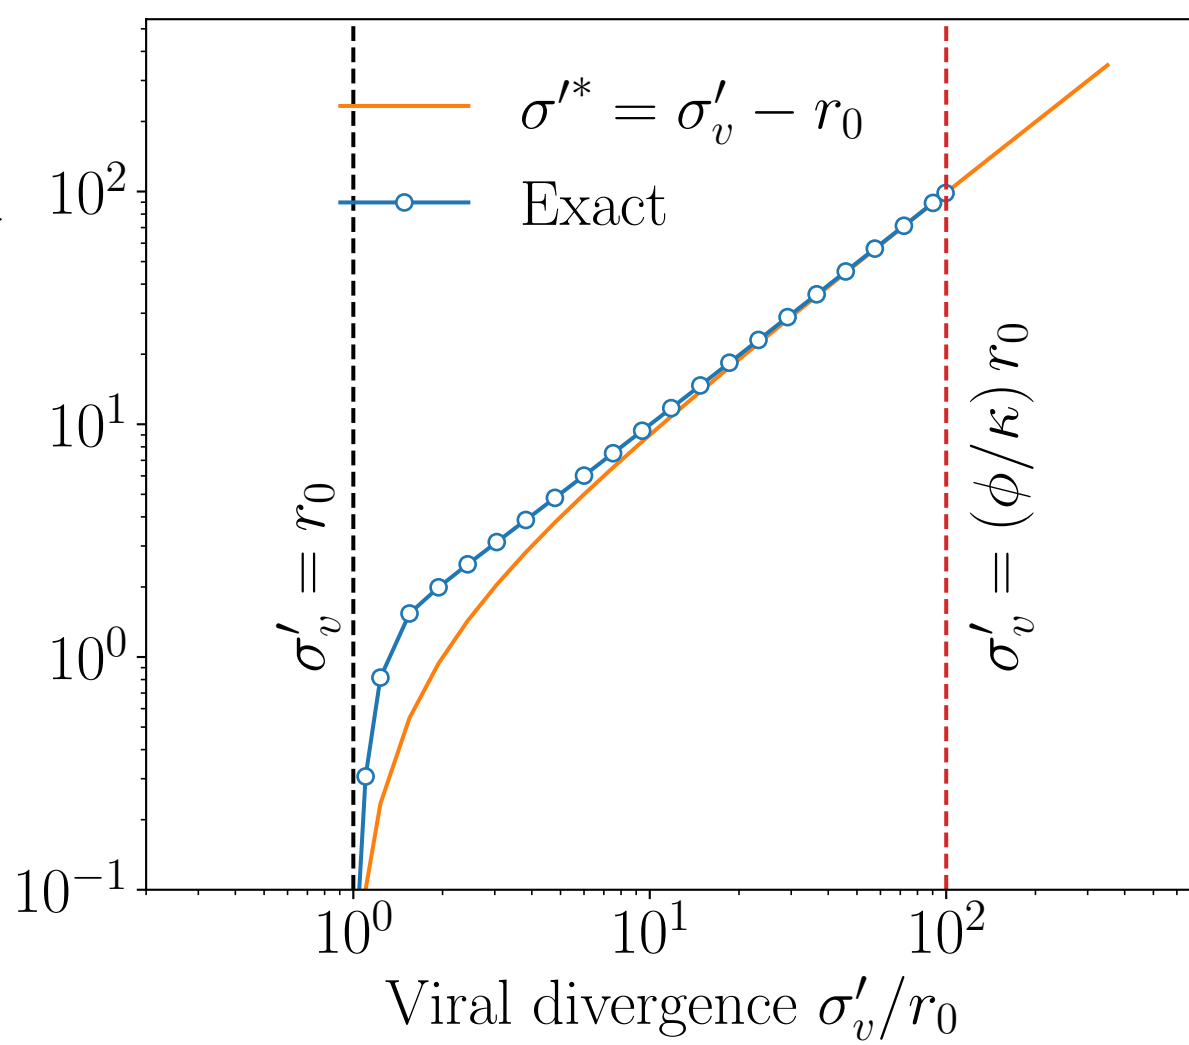 σ′* = σ′_v − r_0
Exact
10^2
10^1
10^0
10^−1
σ′_v = r_0
σ′_v = (ϕ/κ) r_0
10^0 10^1 10^2
Viral divergence σ′_v/r_0